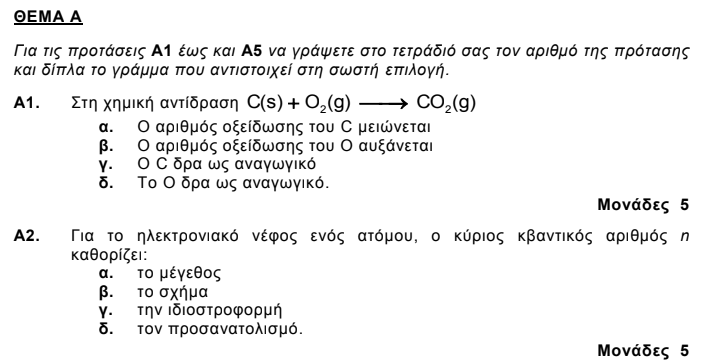 ΘΕΜΑ Α
Για τις προτάσεις Α1 έως και Α5 να γράψετε στο τετράδιό σας τον αριθμό της πρότασης
και δίπλα το γράμμα που αντιστοιχεί στη σωστή επιλογή.
Α1. Στη χημική αντίδραση C(s) + O₂(g) ⟶ CO₂(g)
α. Ο αριθμός οξείδωσης του C μειώνεται
β. Ο αριθμός οξείδωσης του Ο αυξάνεται
γ. Ο C δρα ως αναγωγικό
δ. Το Ο δρα ως αναγωγικό.
Μονάδες 5
Α2. Για το ηλεκτρονιακό νέφος ενός ατόμου, ο κύριος κβαντικός αριθμός n
καθορίζει:
α. το μέγεθος
β. το σχήμα
γ. την ιδιοστροφορμή
δ. τον προσανατολισμό.
Μονάδες 5